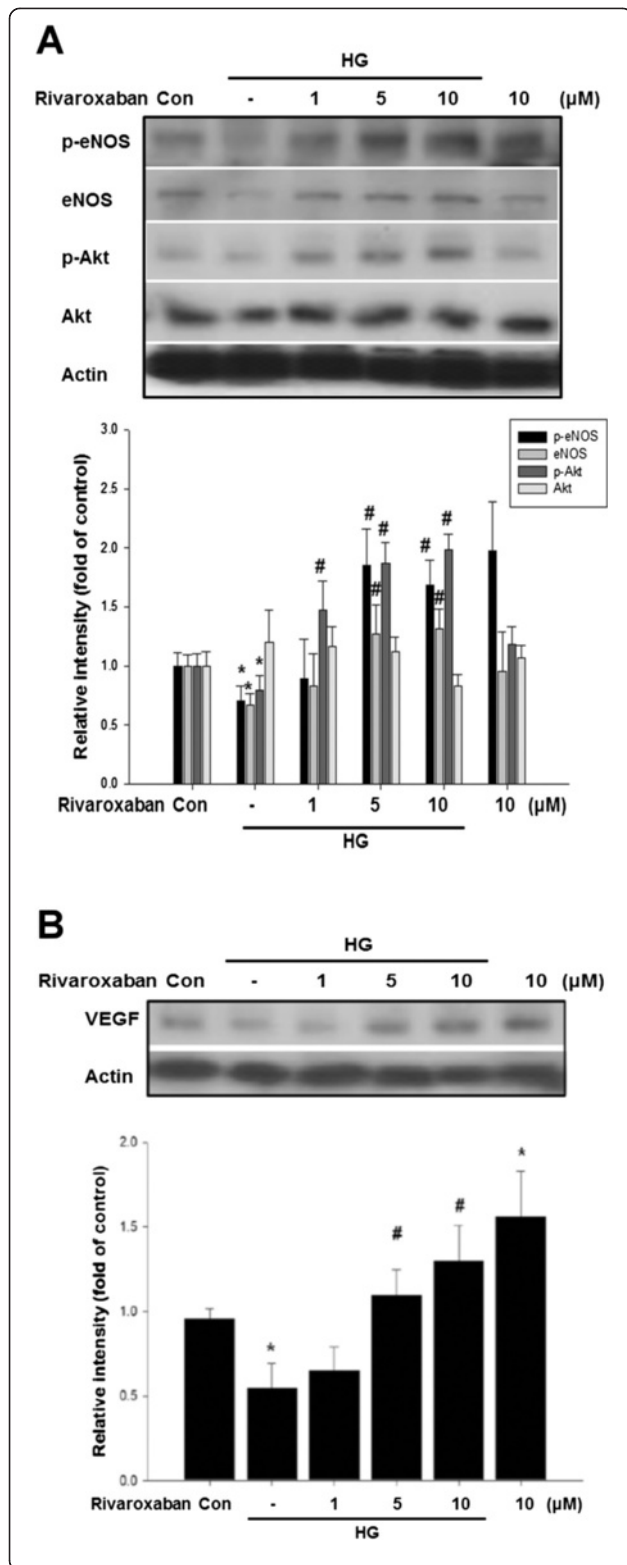 A
HG
Rivaroxaban Con - 1 5 10 10 (µM)
p-eNOS
eNOS
p-Akt
Akt
Actin
3.0
2.5
2.0
1.5
1.0
0.5
0.0
Relative Intensity (fold of control)
p-eNOS
eNOS
p-Akt
Akt
* * *
#
# # #
# # #
Rivaroxaban Con - 1 5 10 10 (µM)
HG
B
HG
Rivaroxaban Con - 1 5 10 10 (µM)
VEGF
Actin
2.0
1.5
1.0
0.5
0.0
Relative Intensity (fold of control)
* # # *
Rivaroxaban Con - 1 5 10 10 (µM)
HG